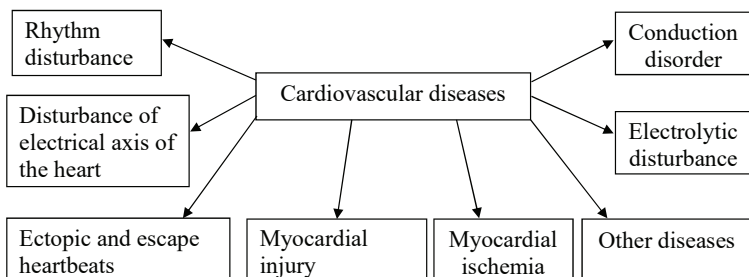 Rhythm
disturbance
Conduction
disorder
Cardiovascular diseases
Disturbance of
electrical axis of
the heart
Electrolytic
disturbance
Ectopic and escape
heartbeats
Myocardial
injury
Myocardial
ischemia
Other diseases